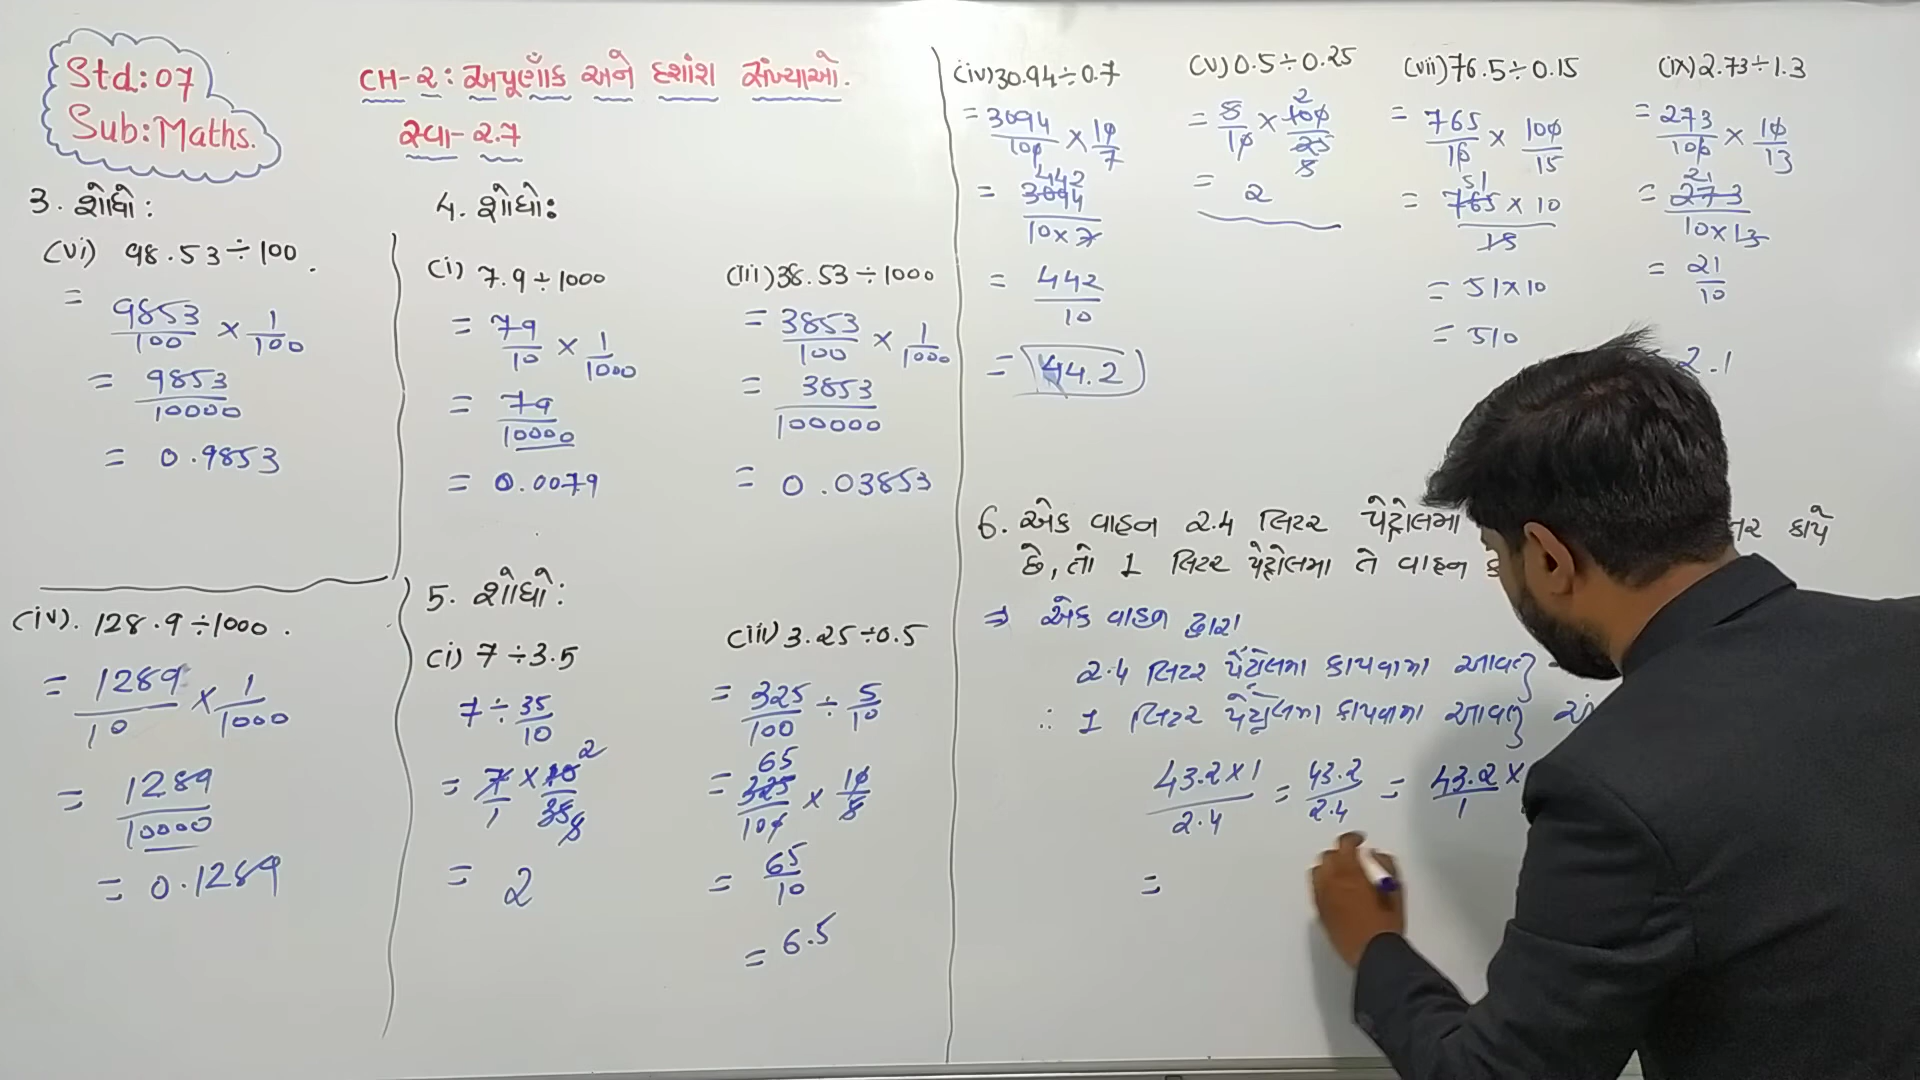 Std:07
Sub:Maths.
CH-૨: અપૂર્ણાંક અને દશાંશ સંખ્યાઓ.
સ્વા- ૨.૭
3. શોધો:
(vi) 98.53÷100.
= 9853/100 × 1/100
= 9853/10000
= 0.9853
(iv). 128.9÷1000.
= 1289/10 × 1/1000
= 1289/10000
= 0.1289
4. શોધો:
(i) 7.9÷1000
= 79/10 × 1/1000
= 79/10000
= 0.0079
(iii) 38.53÷1000
= 3853/100 × 1/1000
= 3853/100000
= 0.03853
5. શોધો:
(i) 7÷3.5
7÷35/10
= 7/1 × 10/35 2 5
= 2
(iii) 3.25÷0.5
= 325/100 ÷ 5/10
= 65 325/100 × 10/5
= 65/10
= 6.5
(iv) 30.94÷0.7
= 3094/100 × 10/7
= 442 3094/10×7
= 442/10
= 44.2
(v) 0.5÷0.25
= 5/10 × 2 100/25 5
= 2
(vii) 76.5÷0.15
= 765/10 × 100/15
= 51 765×10/15
= 51×10
= 510
(ix) 2.73÷1.3
= 273/100 × 10/13
= 21 273/10×13
= 21/10
2.1
6. એક વાહન 2.4 લિટર પેટ્રોલમા કાપે
છે, તો 1 લિટર પેટ્રોલમા તે વાહન
⇒ એક વાહન દ્વારા
2.4 લિટર પેટ્રોલમા કાપવામા આવતુ
∴ 1 લિટર પેટ્રોલમા કાપવામા આવતુ
43.2×1/2.4 = 43.2/2.4 = 43.2/1 ×
=